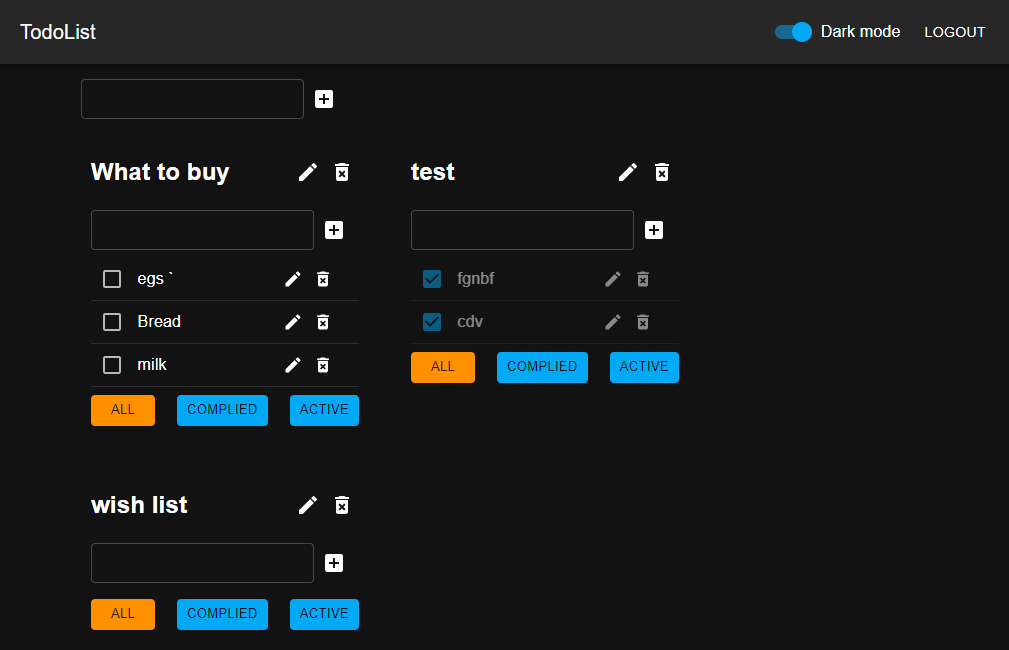 TodoList
Dark mode LOGOUT
What to buy
egs `
Bread
milk
ALL COMPLIED ACTIVE
test
fgnbf
cdv
ALL COMPLIED ACTIVE
wish list
ALL COMPLIED ACTIVE